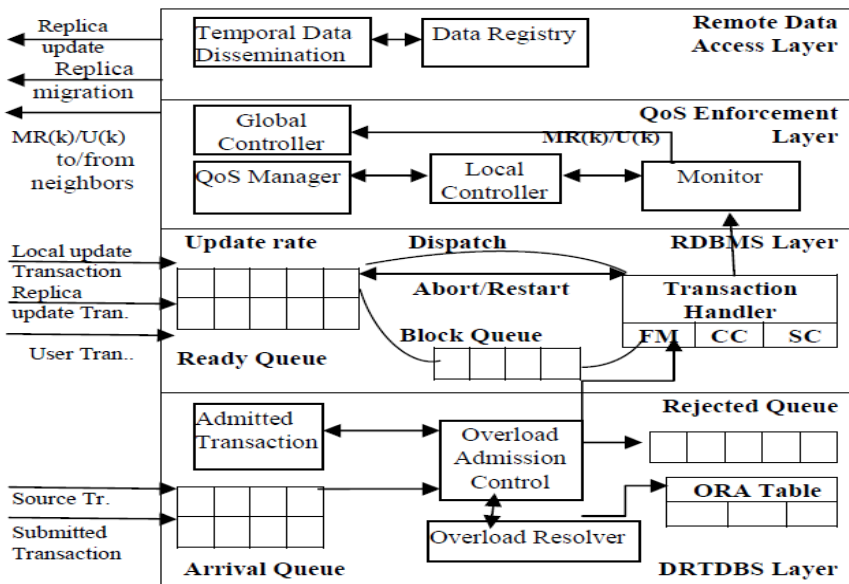 Replica
update
Replica
migration
MR(k)/U(k)
to/from
neighbors
Temporal Data
Dissemination
Data Registry
Remote Data
Access Layer
Global
Controller
QoS Enforcement
Layer
MR(k)/U(k)
QoS Manager
Local
Controller
Monitor
Local update
Transaction
Replica
update Tran.
User Tran..
Update rate
Dispatch
RDBMS Layer
Abort/Restart
Transaction
Handler
FM
CC
SC
Block Queue
Ready Queue
Admitted
Transaction
Overload
Admission
Control
Rejected Queue
Source Tr.
Submitted
Transaction
ORA Table
Overload Resolver
Arrival Queue
DRTDBS Layer